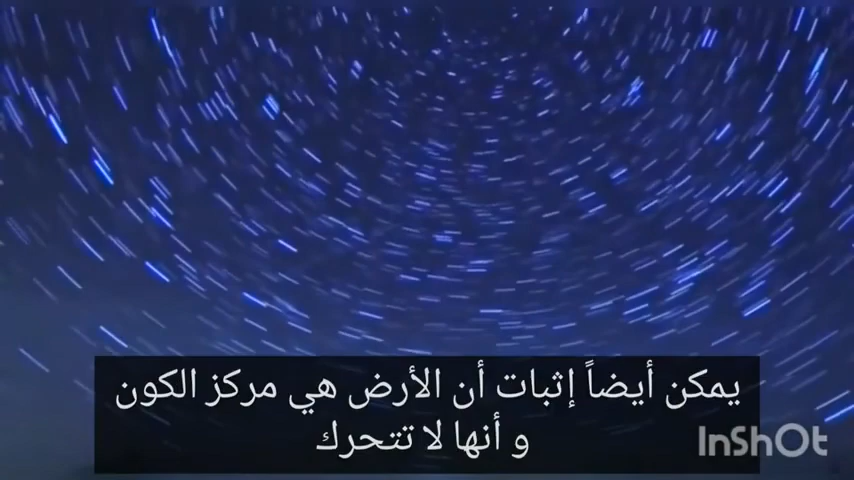 يمكن أيضاً إثبات أن الأرض هي مركز الكون
و أنها لا تتحرك
InShOt